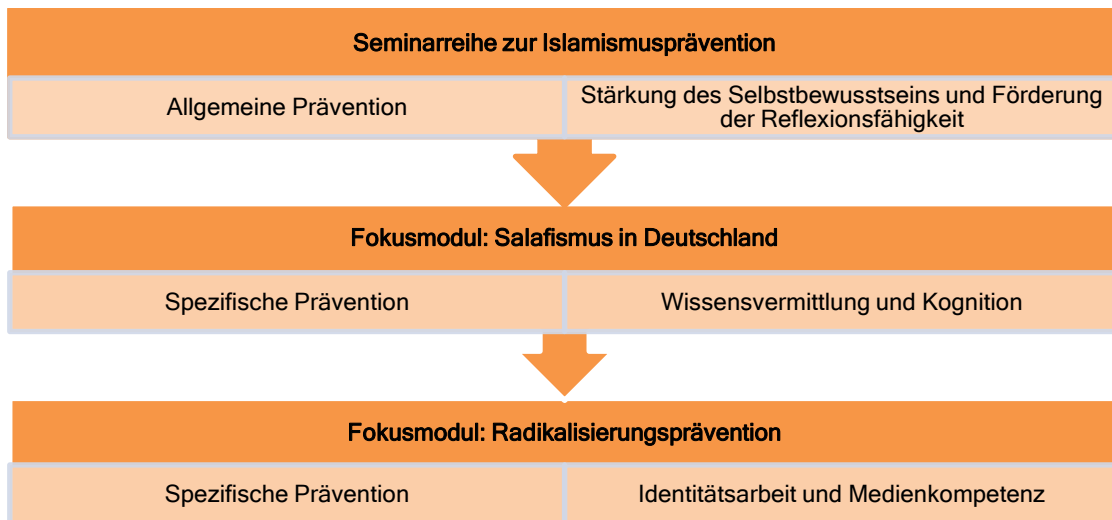 Seminarreihe zur Islamismusprävention
Allgemeine Prävention
Stärkung des Selbstbewusstseins und Förderung
der Reflexionsfähigkeit
Fokusmodul: Salafismus in Deutschland
Spezifische Prävention
Wissensvermittlung und Kognition
Fokusmodul: Radikalisierungsprävention
Spezifische Prävention
Identitätsarbeit und Medienkompetenz